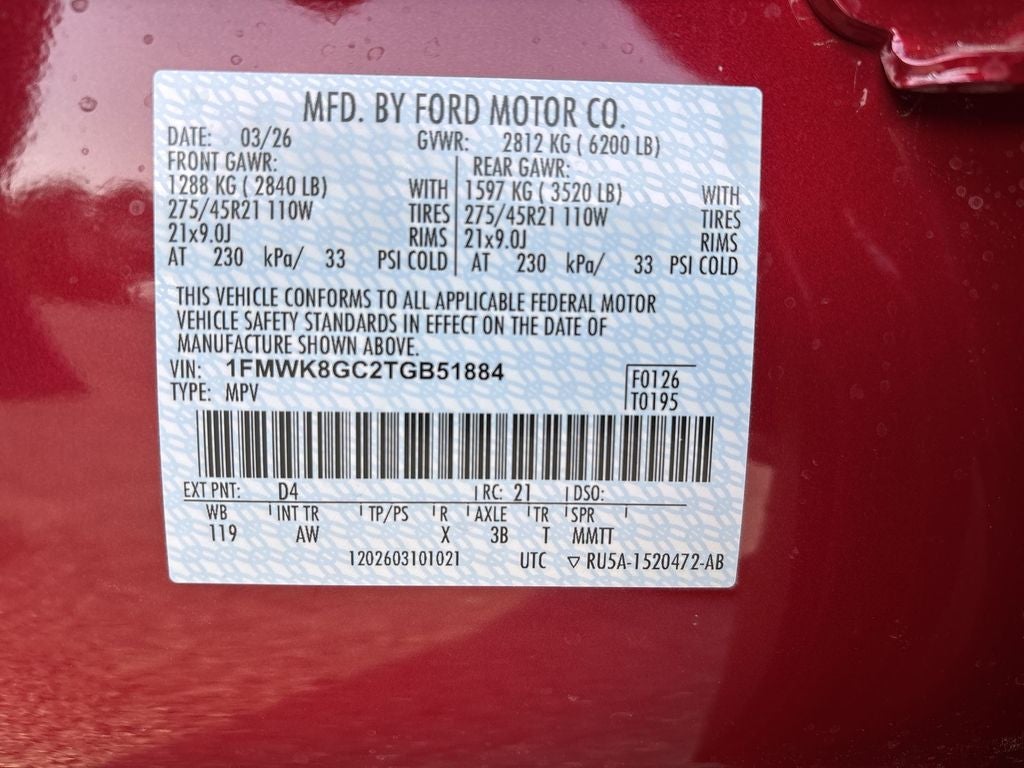 MFD. BY FORD MOTOR CO.
DATE: 03/26 GVWR: 2812 KG ( 6200 LB)
FRONT GAWR: REAR GAWR:
1288 KG ( 2840 LB) WITH 1597 KG ( 3520 LB) WITH
275/45R21 110W TIRES 275/45R21 110W TIRES
21x9.0J RIMS 21x9.0J RIMS
AT 230 kPa/ 33 PSI COLD AT 230 kPa/ 33 PSI COLD
THIS VEHICLE CONFORMS TO ALL APPLICABLE FEDERAL MOTOR
VEHICLE SAFETY STANDARDS IN EFFECT ON THE DATE OF
MANUFACTURE SHOWN ABOVE.
VIN: 1FMWK8GC2TGB51884 F0126
TYPE: MPV T0195
EXT PNT: D4 RC: 21 DSO:
WB INT TR TP/PS R AXLE TR SPR
119 AW X 3B T MMTT
1202603101021 UTC ▽ RU5A-1520472-AB